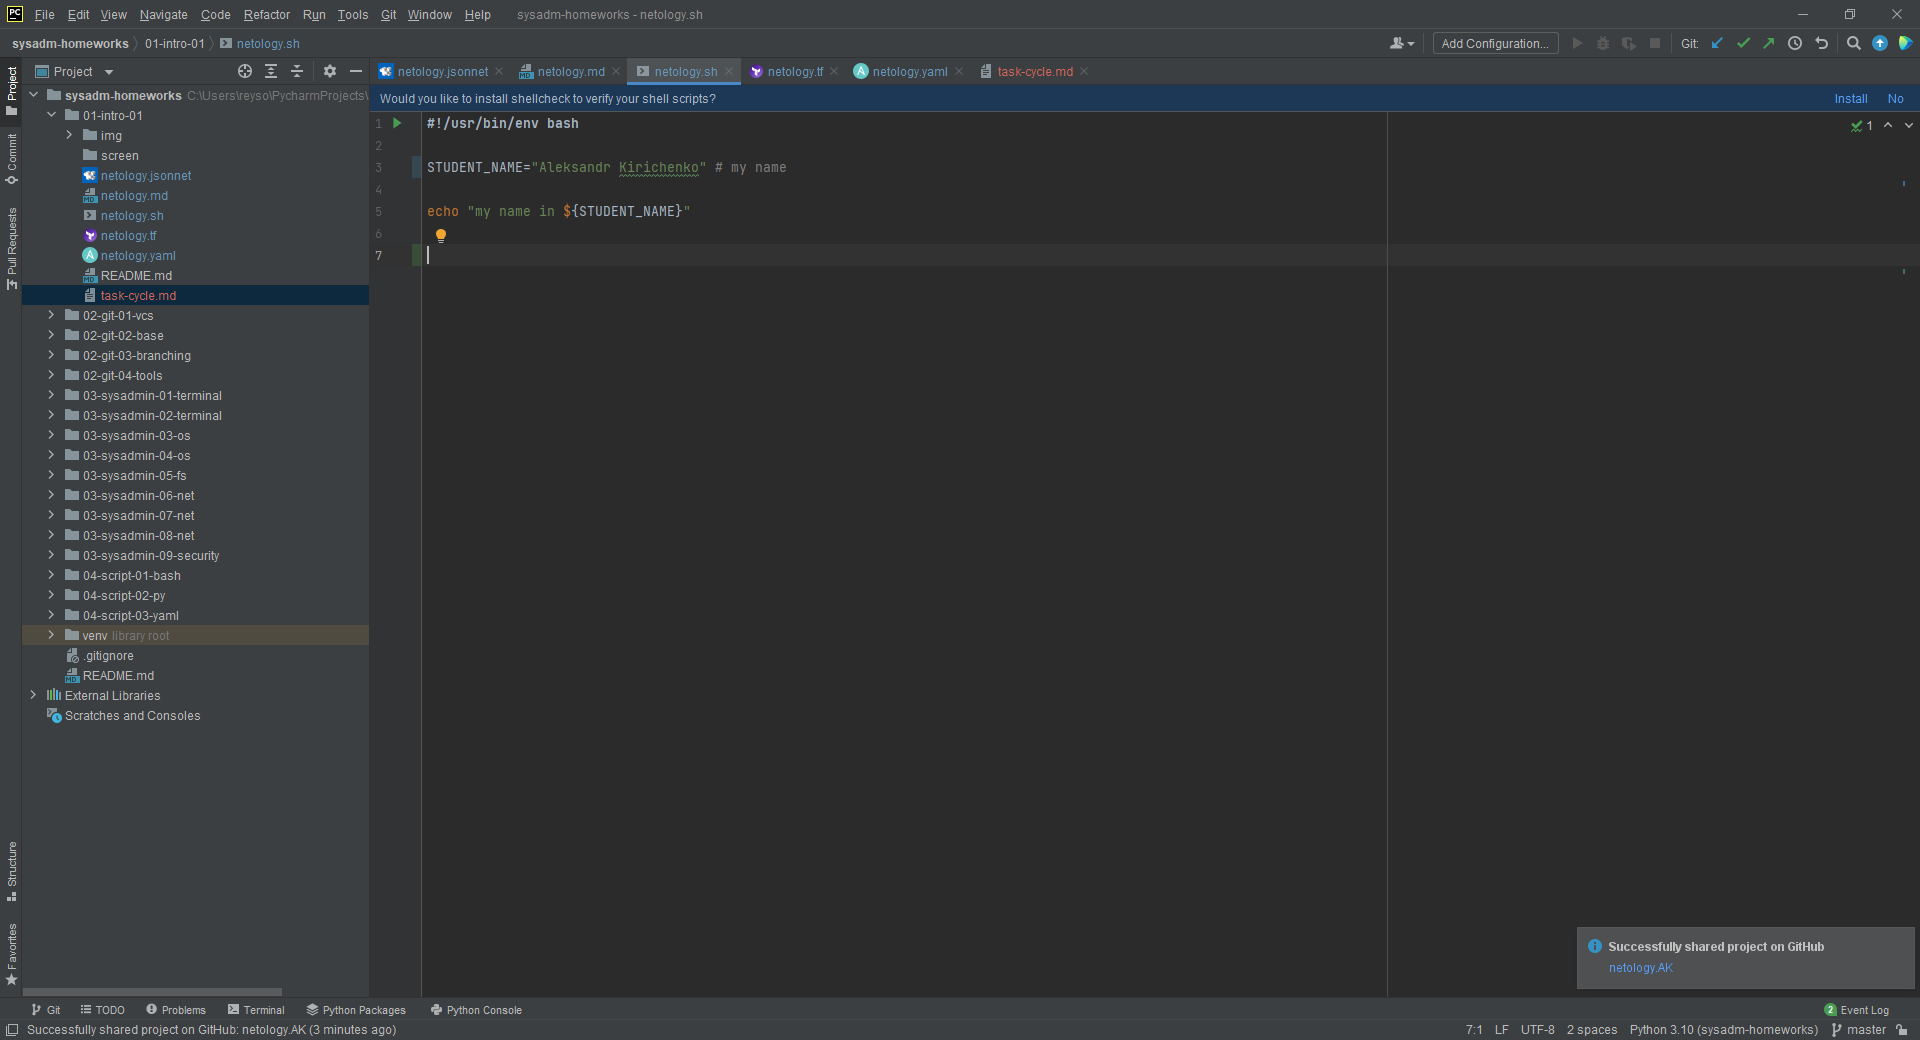 PC File Edit View Navigate Code Refactor Run Tools Git Window Help sysadm-homeworks - netology.sh
sysadm-homeworks 01-intro-01 netology.sh Add Configuration... Git:
Project
netology.jsonnet netology.md netology.sh netology.tf netology.yaml task-cycle.md
Would you like to install shellcheck to verify your shell scripts? Install No
Project
Commit
Pull Requests
Structure
Favorites
sysadm-homeworks C:\Users\reyso\PycharmProjects\
01-intro-01
img
screen
netology.jsonnet
netology.md
netology.sh
netology.tf
netology.yaml
README.md
task-cycle.md
02-git-01-vcs
02-git-02-base
02-git-03-branching
02-git-04-tools
03-sysadmin-01-terminal
03-sysadmin-02-terminal
03-sysadmin-03-os
03-sysadmin-04-os
03-sysadmin-05-fs
03-sysadmin-06-net
03-sysadmin-07-net
03-sysadmin-08-net
03-sysadmin-09-security
04-script-01-bash
04-script-02-py
04-script-03-yaml
venv library root
.gitignore
README.md
External Libraries
Scratches and Consoles
1 #!/usr/bin/env bash
2
3 STUDENT_NAME="Aleksandr Kirichenko" # my name
4
5 echo "my name in ${STUDENT_NAME}"
6
7
1
Successfully shared project on GitHub
netology.AK
Git TODO Problems Terminal Python Packages Python Console 2 Event Log
Successfully shared project on GitHub: netology.AK (3 minutes ago) 7:1 LF UTF-8 2 spaces Python 3.10 (sysadm-homeworks) master